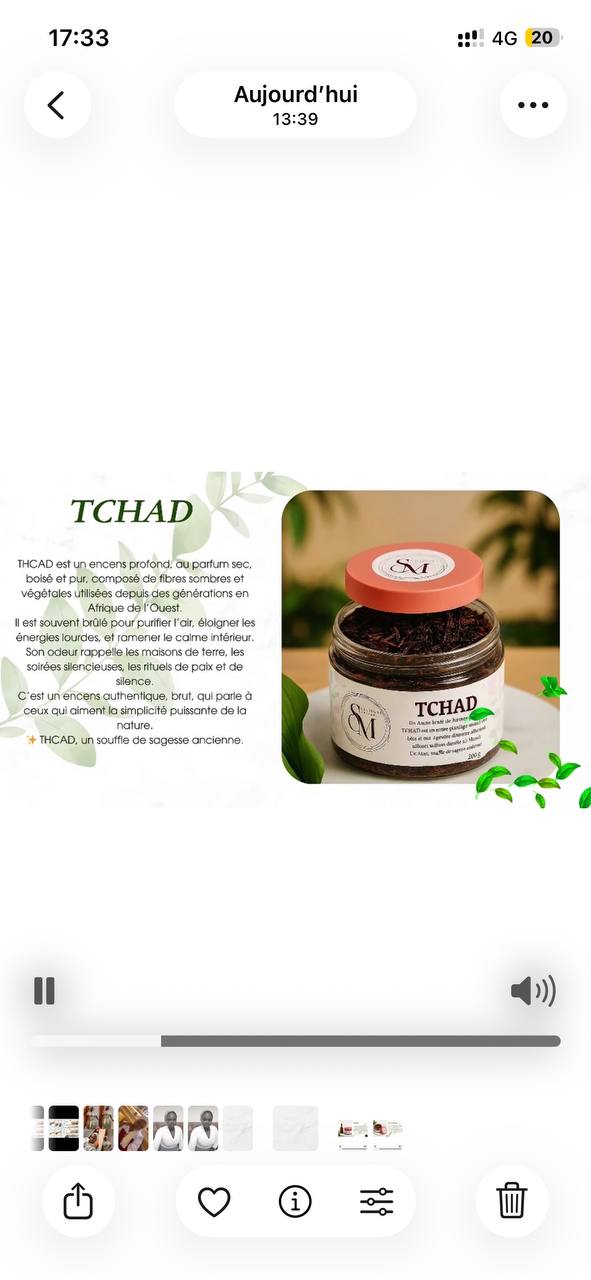 17:33
4G 20
Aujourd'hui
13:39
TCHAD
THCAD est un encens profond, au parfum sec,
boisé et pur, composé de fibres sombres et
végétales utilisées depuis des générations en
Afrique de l'Ouest.
Il est souvent brûlé pour purifier l'air, éloigner les
énergies lourdes, et ramener le calme intérieur.
Son odeur rappelle les maisons de terre, les
soirées silencieuses, les rituels de paix et de
silence.
C'est un encens authentique, brut, qui parle à
ceux qui aiment la simplicité puissante de la
nature.
✨ THCAD, un souffle de sagesse ancienne.
SM
SM
TCHAD
200 g